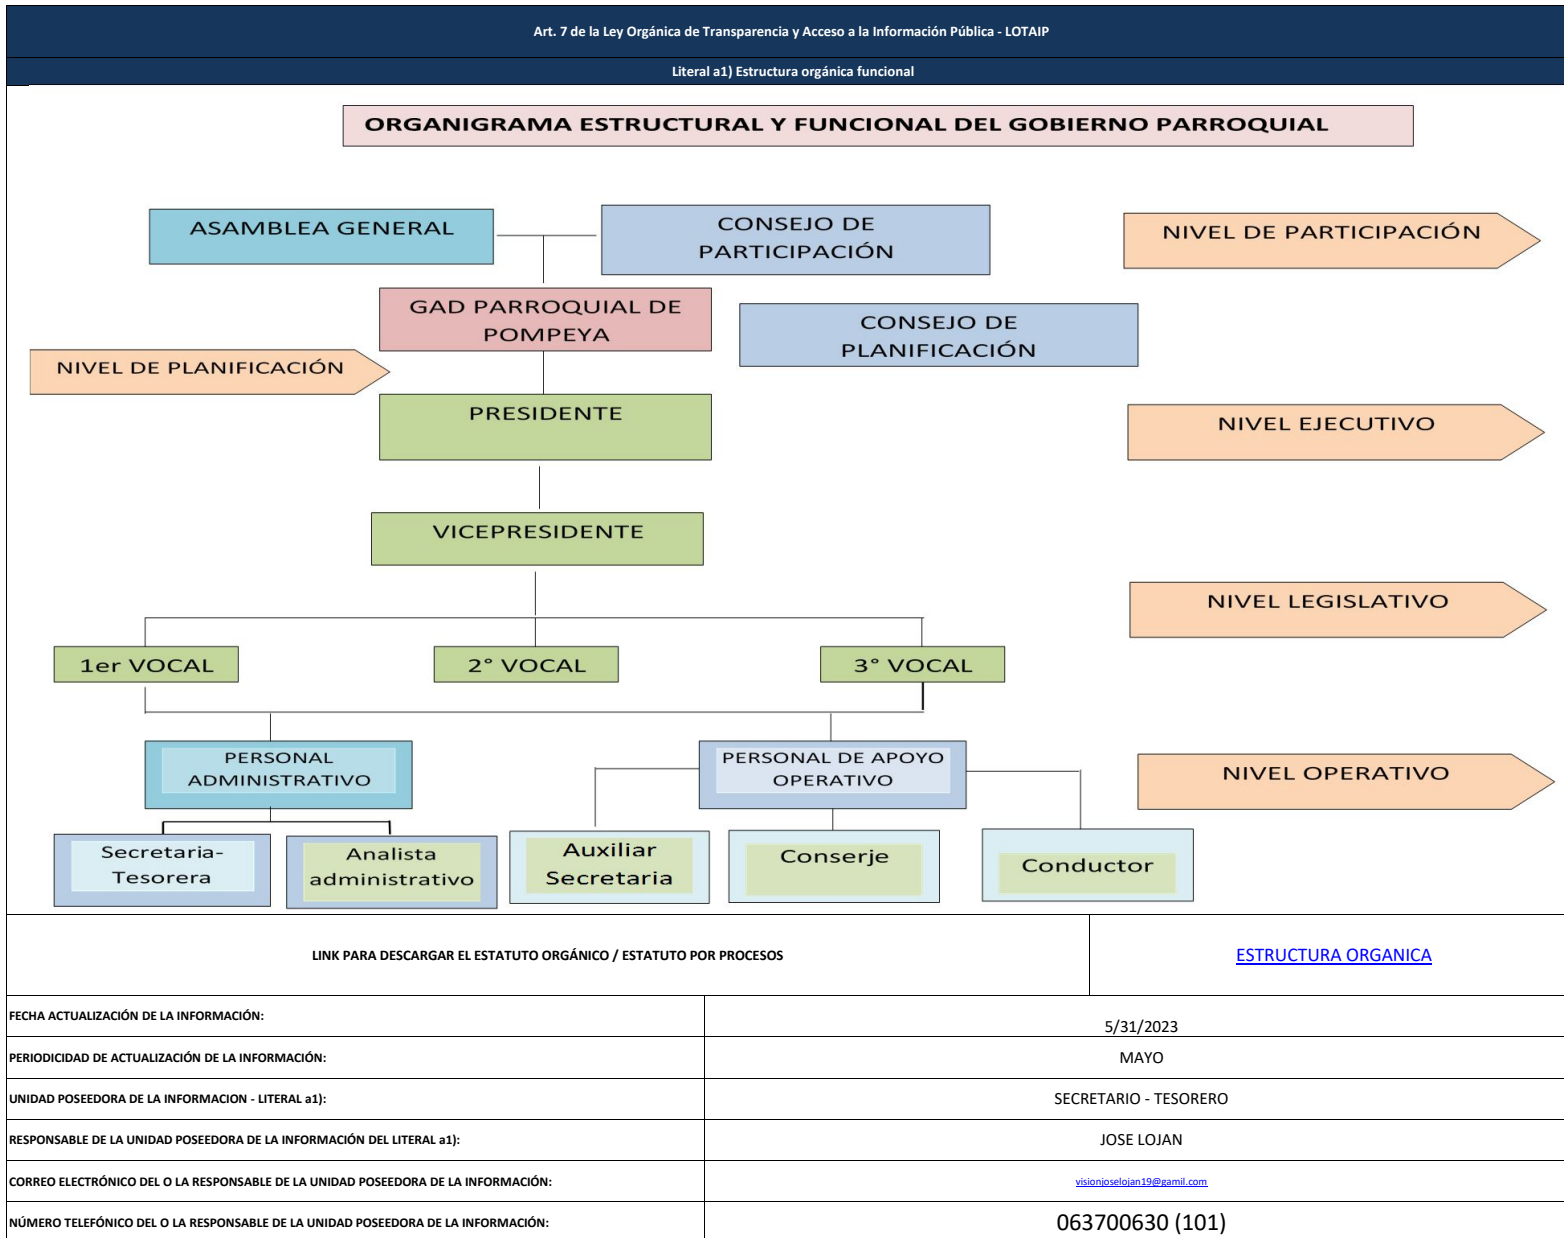 Art. 7 de la Ley Orgánica de Transparencia y Acceso a la Información Pública - LOTAIP
Literal a1) Estructura orgánica funcional
ORGANIGRAMA ESTRUCTURAL Y FUNCIONAL DEL GOBIERNO PARROQUIAL
ASAMBLEA GENERAL
CONSEJO DE
PARTICIPACIÓN
NIVEL DE PARTICIPACIÓN
GAD PARROQUIAL DE
POMPEYA
CONSEJO DE
PLANIFICACIÓN
NIVEL DE PLANIFICACIÓN
PRESIDENTE
NIVEL EJECUTIVO
VICEPRESIDENTE
NIVEL LEGISLATIVO
1er VOCAL
2° VOCAL
3° VOCAL
PERSONAL
ADMINISTRATIVO
PERSONAL DE APOYO
OPERATIVO
NIVEL OPERATIVO
Secretaria-
Tesorera
Analista
administrativo
Auxiliar
Secretaria
Conserje
Conductor
LINK PARA DESCARGAR EL ESTATUTO ORGÁNICO / ESTATUTO POR PROCESOS
ESTRUCTURA ORGANICA
FECHA ACTUALIZACIÓN DE LA INFORMACIÓN:
5/31/2023
PERIODICIDAD DE ACTUALIZACIÓN DE LA INFORMACIÓN:
MAYO
UNIDAD POSEEDORA DE LA INFORMACION - LITERAL a1):
SECRETARIO - TESORERO
RESPONSABLE DE LA UNIDAD POSEEDORA DE LA INFORMACIÓN DEL LITERAL a1):
JOSE LOJAN
CORREO ELECTRÓNICO DEL O LA RESPONSABLE DE LA UNIDAD POSEEDORA DE LA INFORMACIÓN:
visionjoselojan19@gamil.com
NÚMERO TELEFÓNICO DEL O LA RESPONSABLE DE LA UNIDAD POSEEDORA DE LA INFORMACIÓN:
063700630 (101)